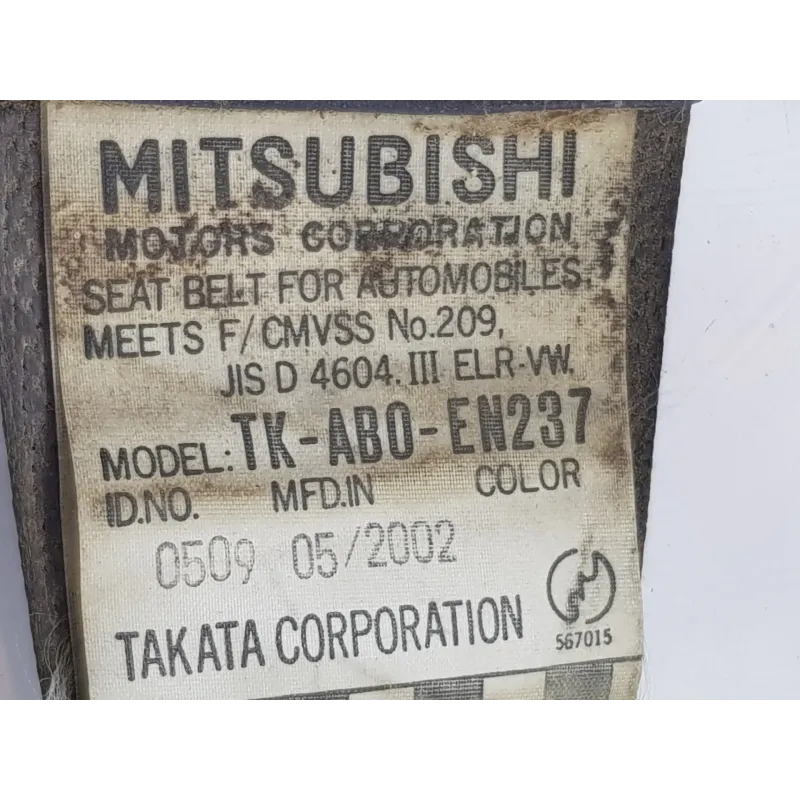 MITSUBISHI
MOTORS CORPORATION
SEAT BELT FOR AUTOMOBILES.
MEETS F/CMVSS No.209,
JIS D 4604. III ELR-VW.
MODEL: TK-AB0-EN237
ID.NO. MFD.IN COLOR
0509 05/2002
TAKATA CORPORATION
567015